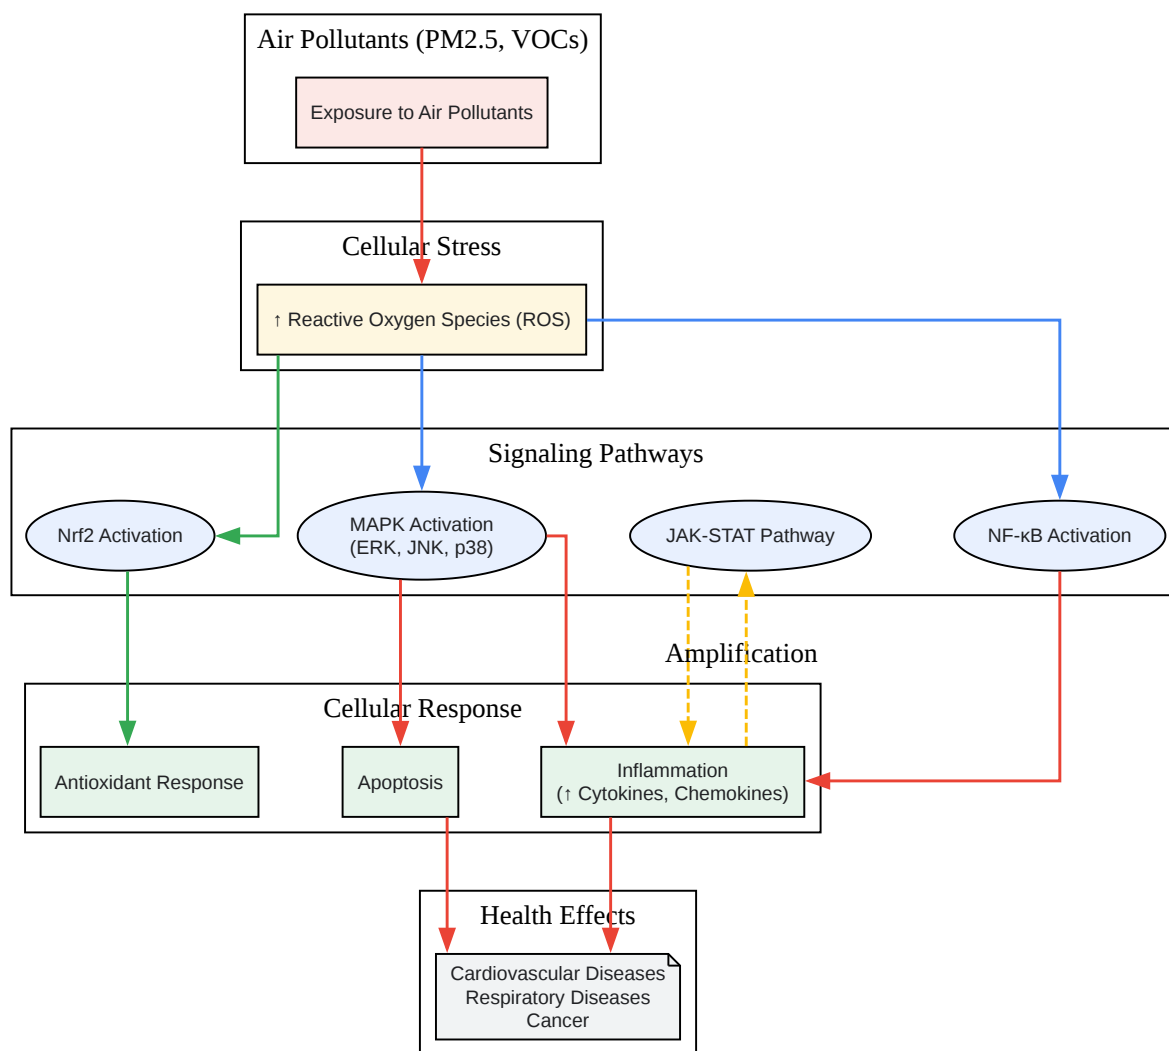 Air Pollutants (PM2.5, VOCs)
Exposure to Air Pollutants
Cellular Stress
↑ Reactive Oxygen Species (ROS)
Signaling Pathways
Nrf2 Activation
MAPK Activation
(ERK, JNK, p38)
JAK-STAT Pathway
NF-κB Activation
Amplification
Cellular Response
Antioxidant Response
Apoptosis
Inflammation
(↑ Cytokines, Chemokines)
Health Effects
Cardiovascular Diseases
Respiratory Diseases
Cancer